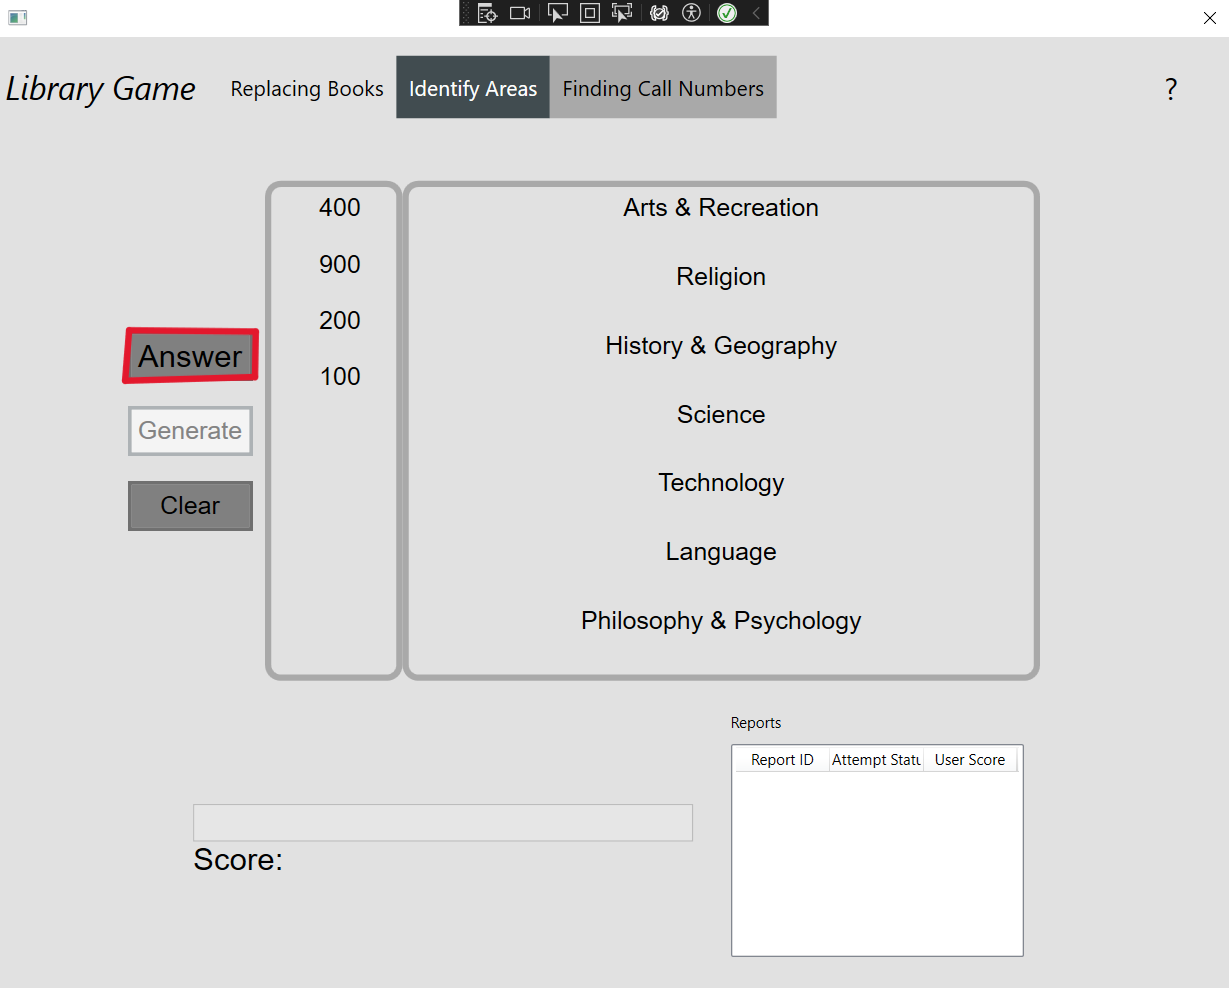 Library Game Replacing Books Identify Areas Finding Call Numbers ?
400
900
200
100
Arts & Recreation
Religion
History & Geography
Science
Technology
Language
Philosophy & Psychology
Answer
Generate
Clear
Reports
Report ID Attempt Statu User Score
Score: